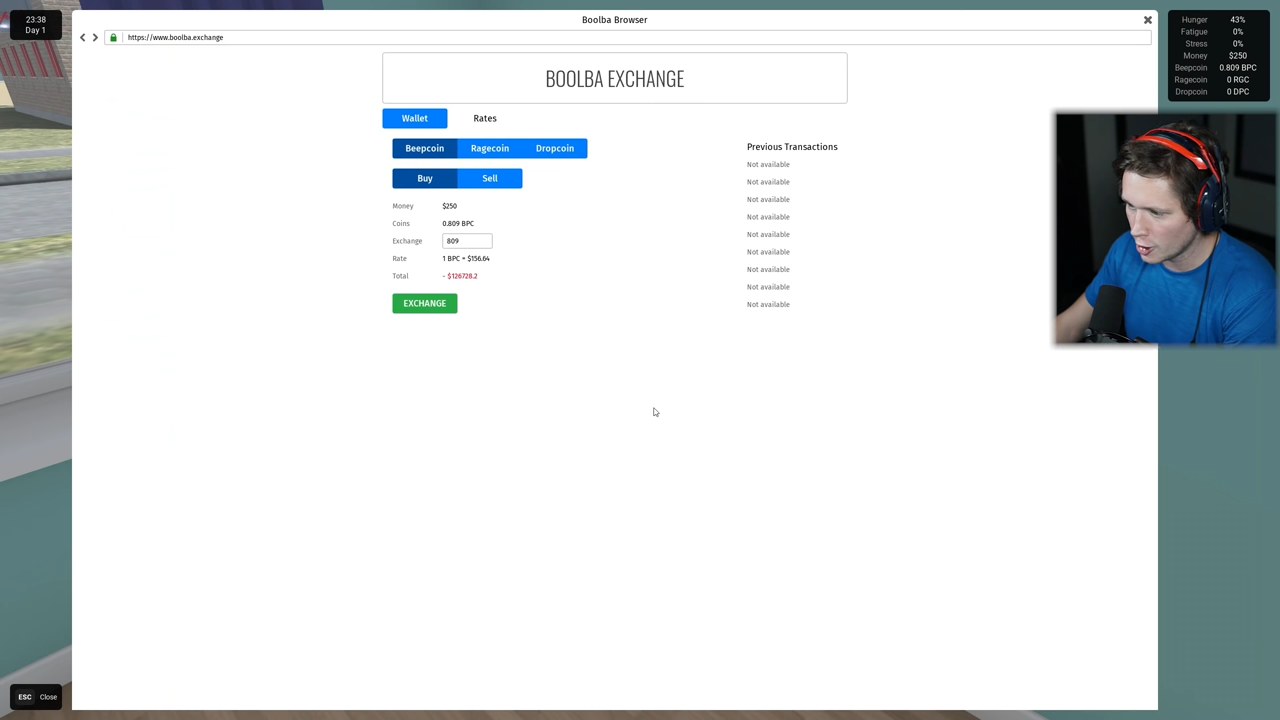 23:38
Day 1
Boolba Browser
https://www.boolba.exchange
Hunger 43%
Fatigue 0%
Stress 0%
Money $250
Beepcoin 0.809 BPC
Ragecoin 0 RGC
Dropcoin 0 DPC
BOOLBA EXCHANGE
Wallet Rates
Beepcoin Ragecoin Dropcoin
Buy Sell
Money $250
Coins 0.809 BPC
Exchange 809
Rate 1 BPC = $156.64
Total - $126728.2
EXCHANGE
Previous Transactions
Not available
Not available
Not available
Not available
Not available
Not available
Not available
Not available
Not available
ESC Close